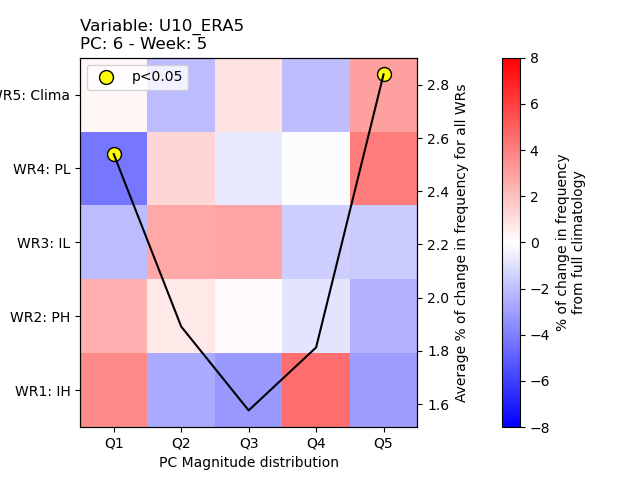 Variable: U10_ERA5
PC: 6 - Week: 5
p<0.05
WR5: Clima
WR4: PL
WR3: IL
WR2: PH
WR1: IH
Q1 Q2 Q3 Q4 Q5
PC Magnitude distribution
2.8
2.6
2.4
2.2
2.0
1.8
1.6
Average % of change in frequency for all WRs
8
6
4
2
0
−2
−4
−6
−8
% of change in frequency
from full climatology